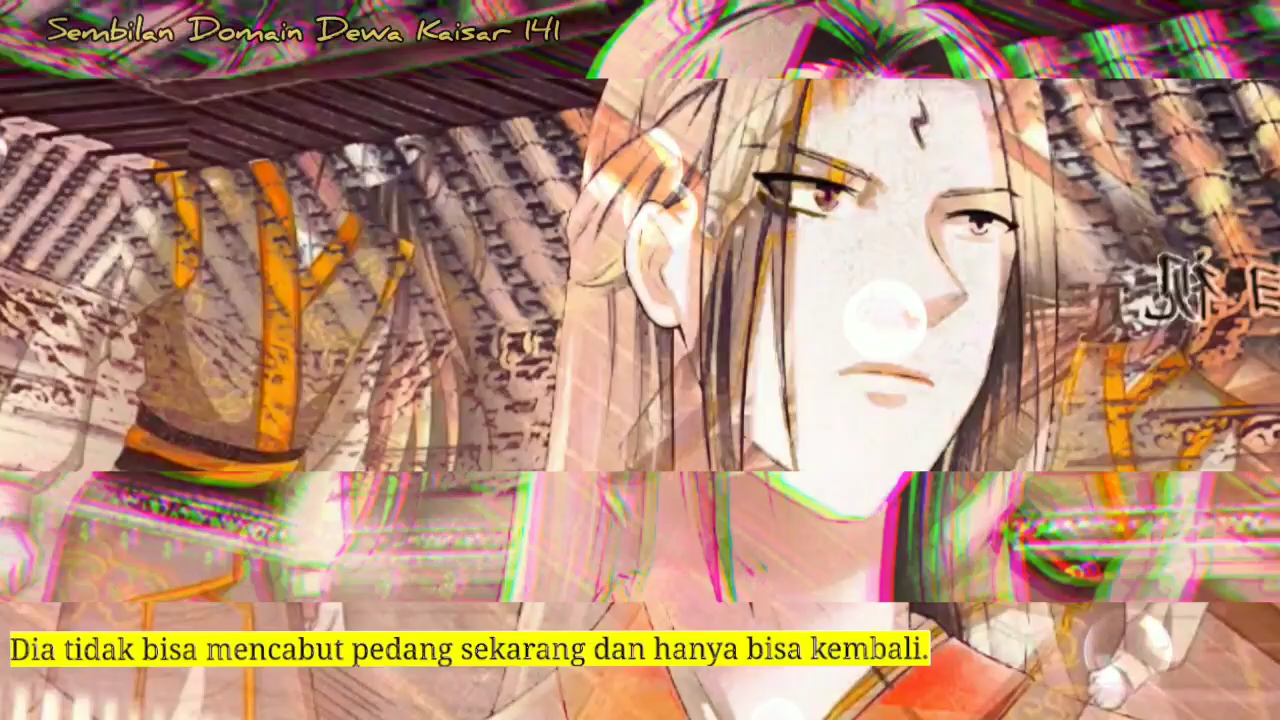 Sembilan Domain Dewa Kaisar 141
Dia tidak bisa mencabut pedang sekarang dan hanya bisa kembali.